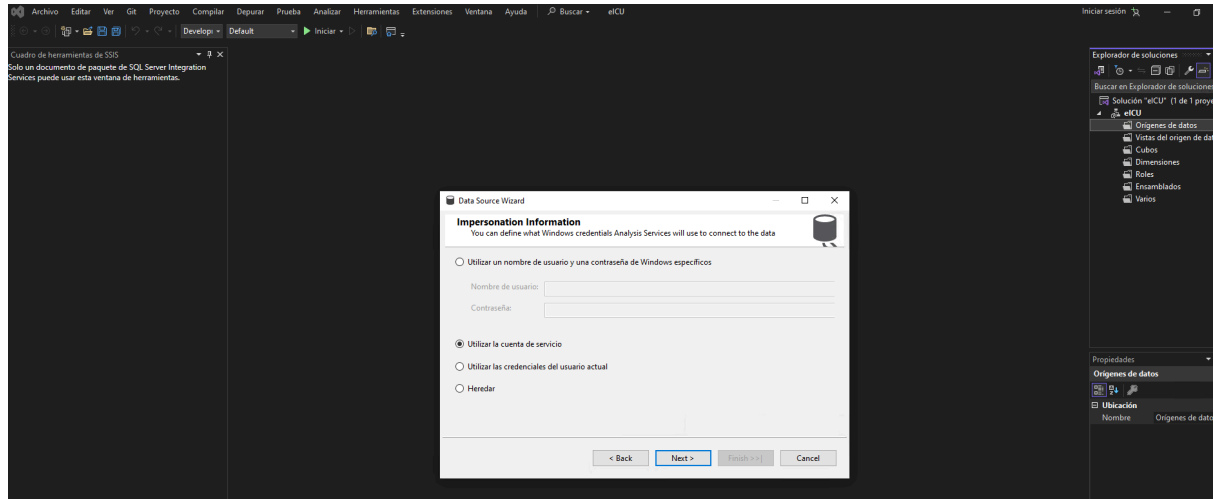 Archivo Editar Ver Git Proyecto Compilar Depurar Prueba Analizar Herramientas Extensiones Ventana Ayuda Buscar eICU Iniciar sesión
Developi Default Iniciar
Cuadro de herramientas de SSIS
Solo un documento de paquete de SQL Server Integration
Services puede usar esta ventana de herramientas.
Data Source Wizard
Impersonation Information
You can define what Windows credentials Analysis Services will use to connect to the data
Utilizar un nombre de usuario y una contraseña de Windows específicos
Nombre de usuario:
Contraseña:
Utilizar la cuenta de servicio
Utilizar las credenciales del usuario actual
Heredar
< Back Next > Finish >>| Cancel
Explorador de soluciones
Buscar en Explorador de soluciones
Solución "eICU" (1 de 1 proye
eICU
Orígenes de datos
Vistas del origen de dat
Cubos
Dimensiones
Roles
Ensamblados
Varios
Propiedades
Orígenes de datos
Ubicación
Nombre Orígenes de dato